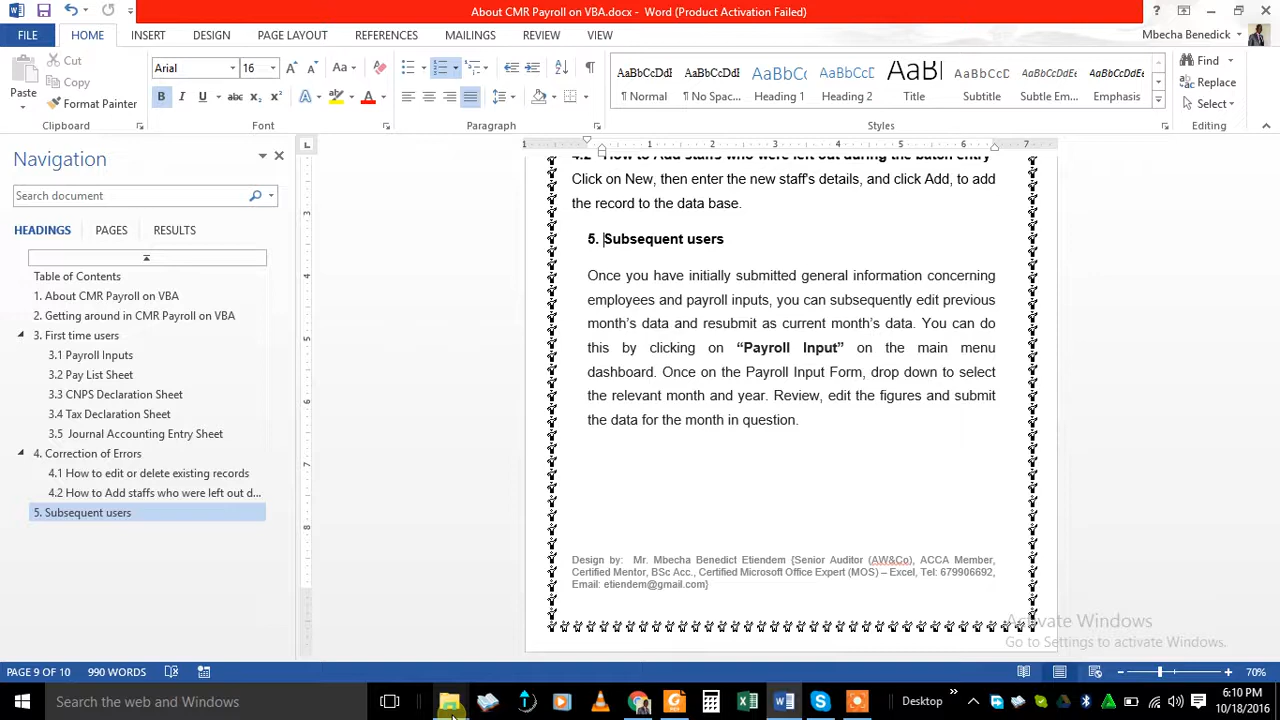 About CMR Payroll on VBA.docx - Word (Product Activation Failed)
FILE HOME INSERT DESIGN PAGE LAYOUT REFERENCES MAILINGS REVIEW VIEW
Mbecha Benedick
Paste
Cut
Copy
Format Painter
Clipboard
Arial 16
Font
Paragraph
AaBbCcDdI AaBbCcDdI AaBbCc AaBbCcD AaBl AaBbCcD AaBbCcDd AaBbCcDd
¶ Normal ¶ No Spac... Heading 1 Heading 2 Title Subtitle Subtle Em... Emphasis
Styles
Find
Replace
Select
Editing
Navigation
Search document
HEADINGS PAGES RESULTS
Table of Contents
1. About CMR Payroll on VBA
2. Getting around in CMR Payroll on VBA
3. First time users
3.1 Payroll Inputs
3.2 Pay List Sheet
3.3 CNPS Declaration Sheet
3.4 Tax Declaration Sheet
3.5 Journal Accounting Entry Sheet
4. Correction of Errors
4.1 How to edit or delete existing records
4.2 How to Add staffs who were left out d...
5. Subsequent users
4.2 How to Add staffs who were left out during the batch entry
Click on New, then enter the new staff's details, and click Add, to add
the record to the data base.
5. Subsequent users
Once you have initially submitted general information concerning
employees and payroll inputs, you can subsequently edit previous
month's data and resubmit as current month's data. You can do
this by clicking on “Payroll Input” on the main menu
dashboard. Once on the Payroll Input Form, drop down to select
the relevant month and year. Review, edit the figures and submit
the data for the month in question.
Design by: Mr. Mbecha Benedict Etiendem {Senior Auditor (AW&Co), ACCA Member,
Certified Mentor, BSc Acc., Certified Microsoft Office Expert (MOS) – Excel, Tel: 679906692,
Email: etiendem@gmail.com}
Activate Windows
Go to Settings to activate Windows.
PAGE 9 OF 10 990 WORDS
70%
Search the web and Windows
Desktop
6:10 PM
10/18/2016